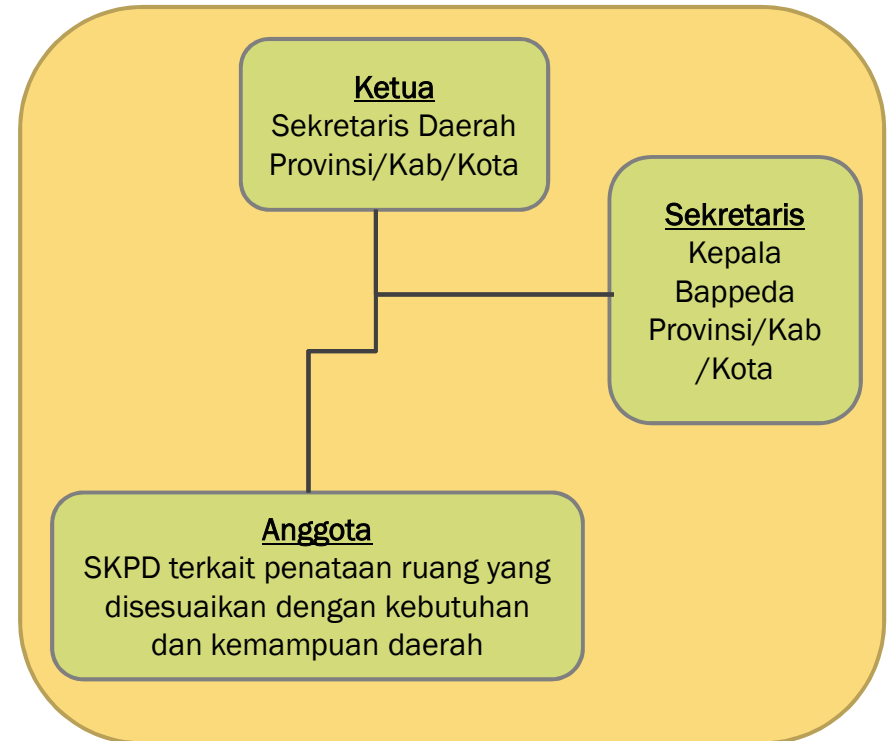 Ketua
Sekretaris Daerah
Provinsi/Kab/Kota
Sekretaris
Kepala
Bappeda
Provinsi/Kab
/Kota
Anggota
SKPD terkait penataan ruang yang
disesuaikan dengan kebutuhan
dan kemampuan daerah